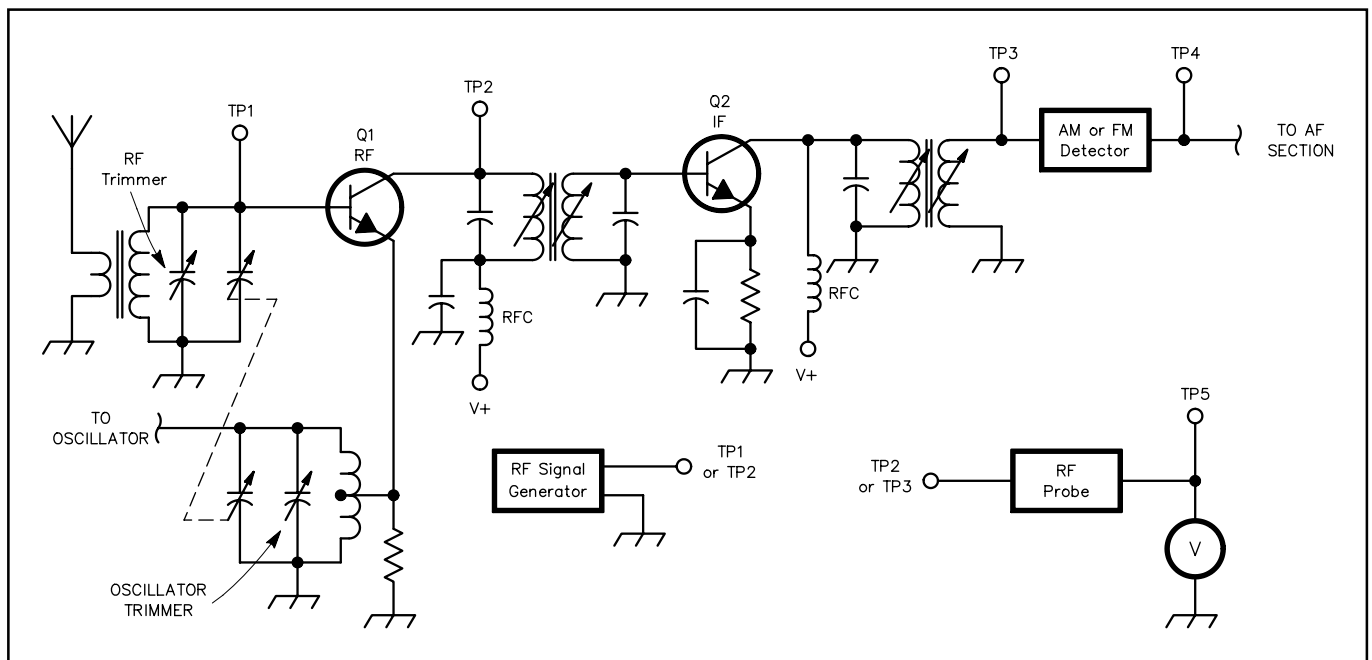 TP3
TP4
TP2
Q2
IF
TP1
Q1
RF
AM or FM
Detector
TO AF
SECTION
RF
Trimmer
RFC
RFC
V+
V+
TP5
TO
OSCILLATOR
RF Signal
Generator
TP1
or TP2
TP2
or TP3
RF
Probe
V
OSCILLATOR
TRIMMER